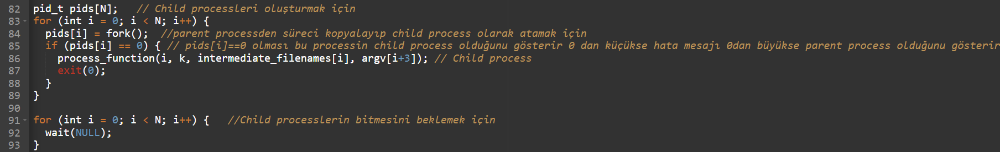 82 pid_t pids[N];   // Child processleri oluşturmak için
83 for (int i = 0; i < N; i++) {
84   pids[i] = fork();  //parent processden süreci kopyalayıp child process olarak atamak için
85   if (pids[i] == 0) { // pids[i]==0 olması bu processin child process olduğunu gösterir 0 dan küçükse hata mesajı 0dan büyükse parent process olduğunu gösterir
86     process_function(i, k, intermediate_filenames[i], argv[i+3]); // Child process
87     exit(0);
88   }
89 }
90
91 for (int i = 0; i < N; i++) {   //Child processlerin bitmesini beklemek için
92   wait(NULL);
93 }